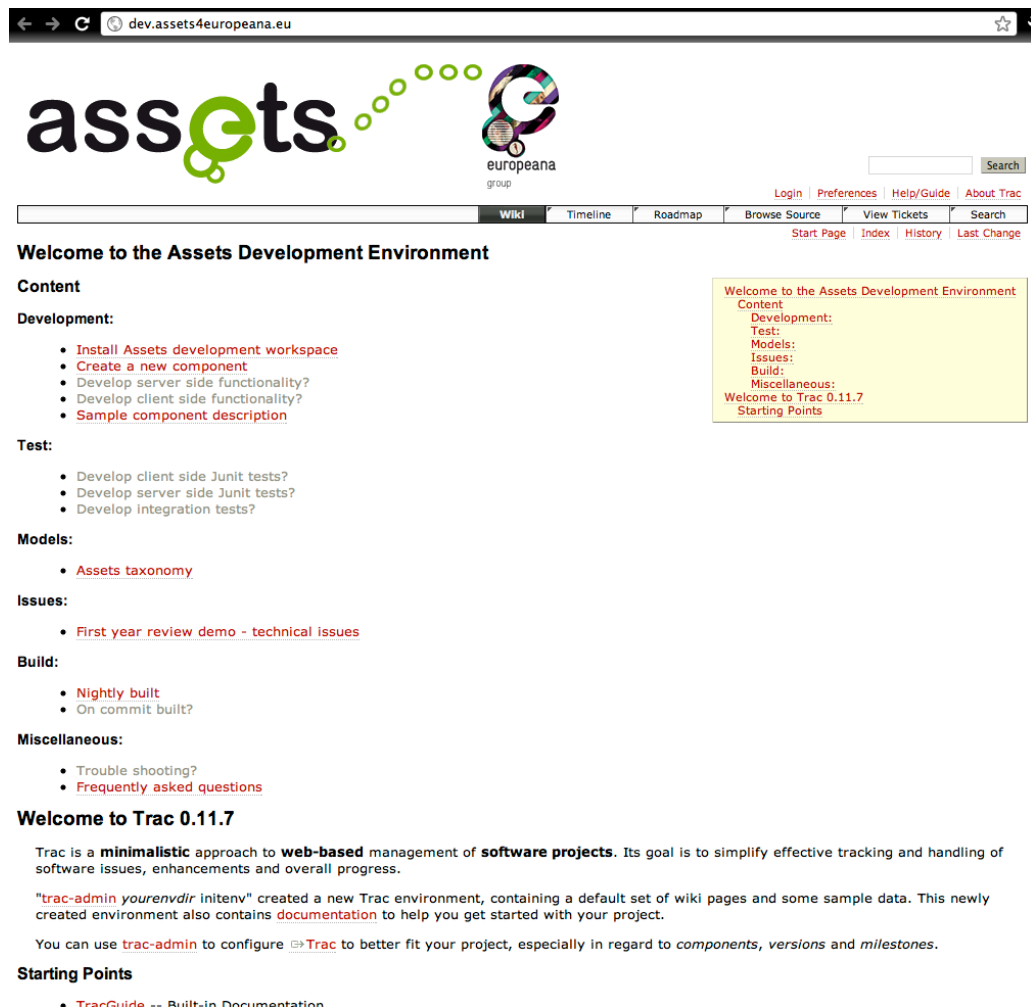 dev.assets4europeana.eu
assets
europeana
group
Search
Login Preferences Help/Guide About Trac
Wiki Timeline Roadmap Browse Source View Tickets Search
Start Page Index History Last Change
Welcome to the Assets Development Environment
Content
Development:
Install Assets development workspace
Create a new component
Develop server side functionality?
Develop client side functionality?
Sample component description
Test:
Develop client side Junit tests?
Develop server side Junit tests?
Develop integration tests?
Models:
Assets taxonomy
Issues:
First year review demo - technical issues
Build:
Nightly built
On commit built?
Miscellaneous:
Trouble shooting?
Frequently asked questions
Welcome to the Assets Development Environment
Content
Development:
Test:
Models:
Issues:
Build:
Miscellaneous:
Welcome to Trac 0.11.7
Starting Points
Welcome to Trac 0.11.7
Trac is a minimalistic approach to web-based management of software projects. Its goal is to simplify effective tracking and handling of
software issues, enhancements and overall progress.
"trac-admin yourenvdir initenv" created a new Trac environment, containing a default set of wiki pages and some sample data. This newly
created environment also contains documentation to help you get started with your project.
You can use trac-admin to configure Trac to better fit your project, especially in regard to components, versions and milestones.
Starting Points
TracGuide -- Built-in Documentation